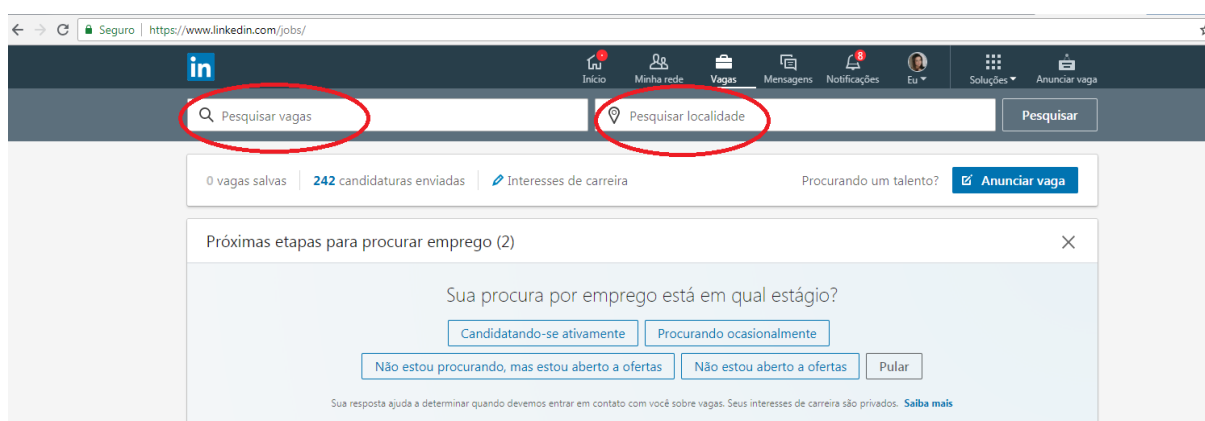 Seguro | https://www.linkedin.com/jobs/
in
Início Minha rede Vagas Mensagens 8 Notificações Eu Soluções Anunciar vaga
Pesquisar vagas Pesquisar localidade Pesquisar
0 vagas salvas 242 candidaturas enviadas Interesses de carreira Procurando um talento? Anunciar vaga
Próximas etapas para procurar emprego (2)
Sua procura por emprego está em qual estágio?
Candidatando-se ativamente Procurando ocasionalmente
Não estou procurando, mas estou aberto a ofertas Não estou aberto a ofertas Pular
Sua resposta ajuda a determinar quando devemos entrar em contato com você sobre vagas. Seus interesses de carreira são privados. Saiba mais